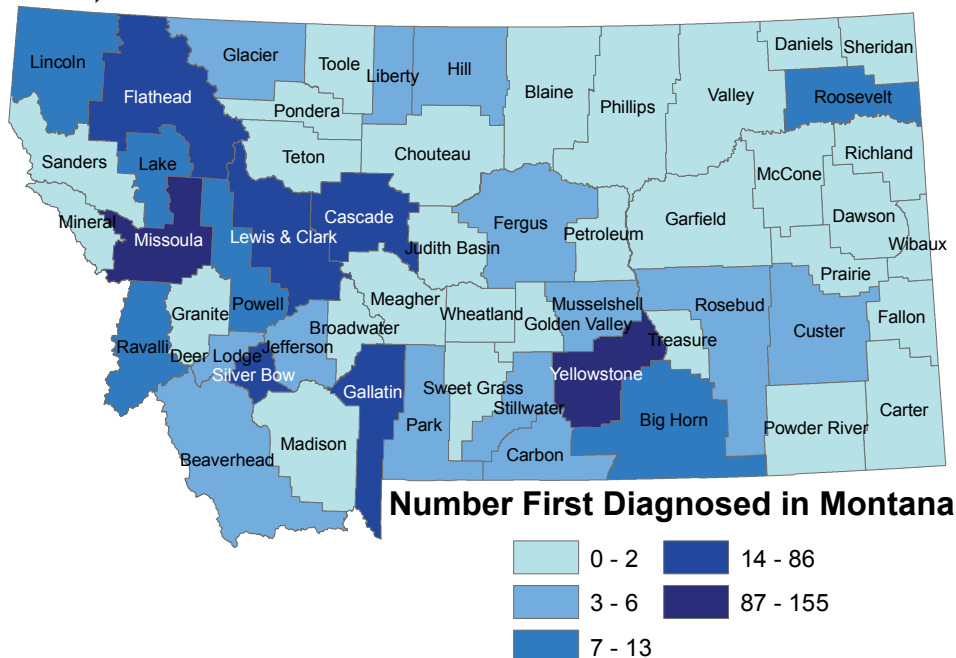 Lincoln
Flathead
Glacier
Toole
Liberty
Hill
Blaine
Phillips
Valley
Daniels
Sheridan
Roosevelt
Pondera
Teton
Chouteau
Sanders
Lake
Richland
McCone
Dawson
Wibaux
Mineral
Missoula
Lewis & Clark
Cascade
Judith Basin
Fergus
Petroleum
Garfield
Prairie
Powell
Granite
Ravalli
Deer Lodge
Silver Bow
Jefferson
Broadwater
Meagher
Wheatland
Golden Valley
Musselshell
Rosebud
Treasure
Custer
Fallon
Gallatin
Park
Sweet Grass
Stillwater
Yellowstone
Big Horn
Powder River
Carter
Beaverhead
Madison
Carbon
Number First Diagnosed in Montana
0 - 2
3 - 6
7 - 13
14 - 86
87 - 155